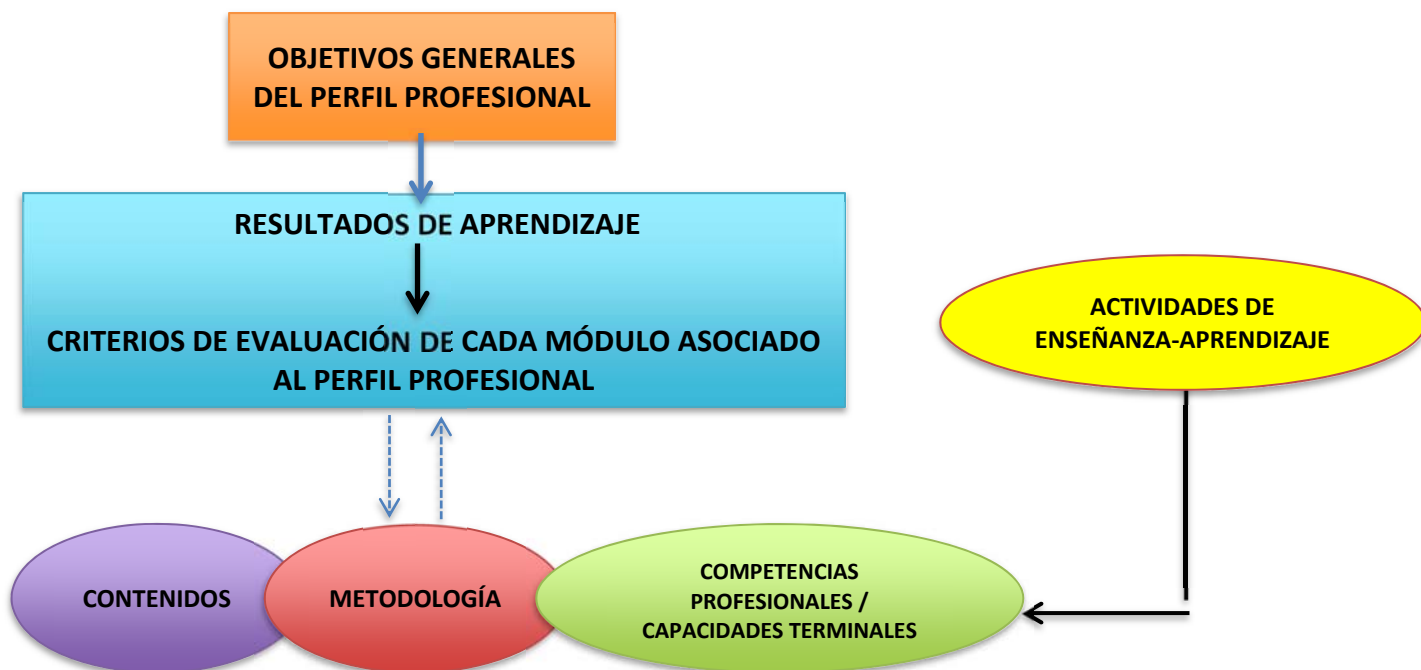 OBJETIVOS GENERALES
DEL PERFIL PROFESIONAL
RESULTADOS DE APRENDIZAJE
CRITERIOS DE EVALUACIÓN DE CADA MÓDULO ASOCIADO
AL PERFIL PROFESIONAL
ACTIVIDADES DE
ENSEÑANZA-APRENDIZAJE
CONTENIDOS
METODOLOGÍA
COMPETENCIAS
PROFESIONALES /
CAPACIDADES TERMINALES